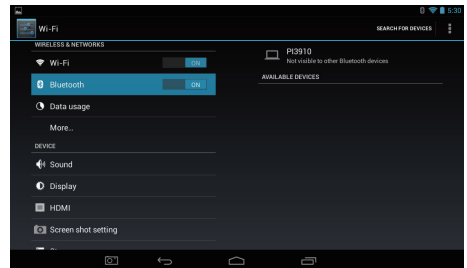 5:30
Wi-Fi
SEARCH FOR DEVICES
WIRELESS & NETWORKS
Wi-Fi
ON
Bluetooth
ON
Data usage
More...
DEVICE
Sound
Display
HDMI
Screen shot setting
PI3910
Not visible to other Bluetooth devices
AVAILABLE DEVICES